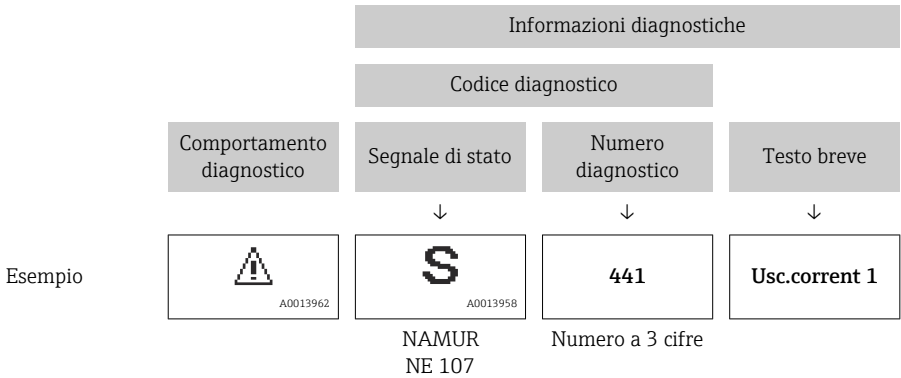 Informazioni diagnostiche
Codice diagnostico
Comportamento
diagnostico
Segnale di stato
Numero
diagnostico
Testo breve
↓ ↓ ↓
Esempio
A0013962
S
A0013958
441
Usc.corrent 1
NAMUR
NE 107
Numero a 3 cifre